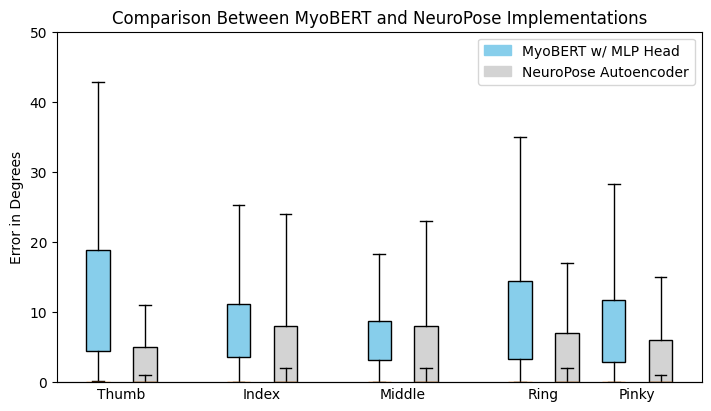 Comparison Between MyoBERT and NeuroPose Implementations
50
MyoBERT w/ MLP Head
NeuroPose Autoencoder
40
30
Error in Degrees
20
10
0
Thumb Index Middle Ring Pinky